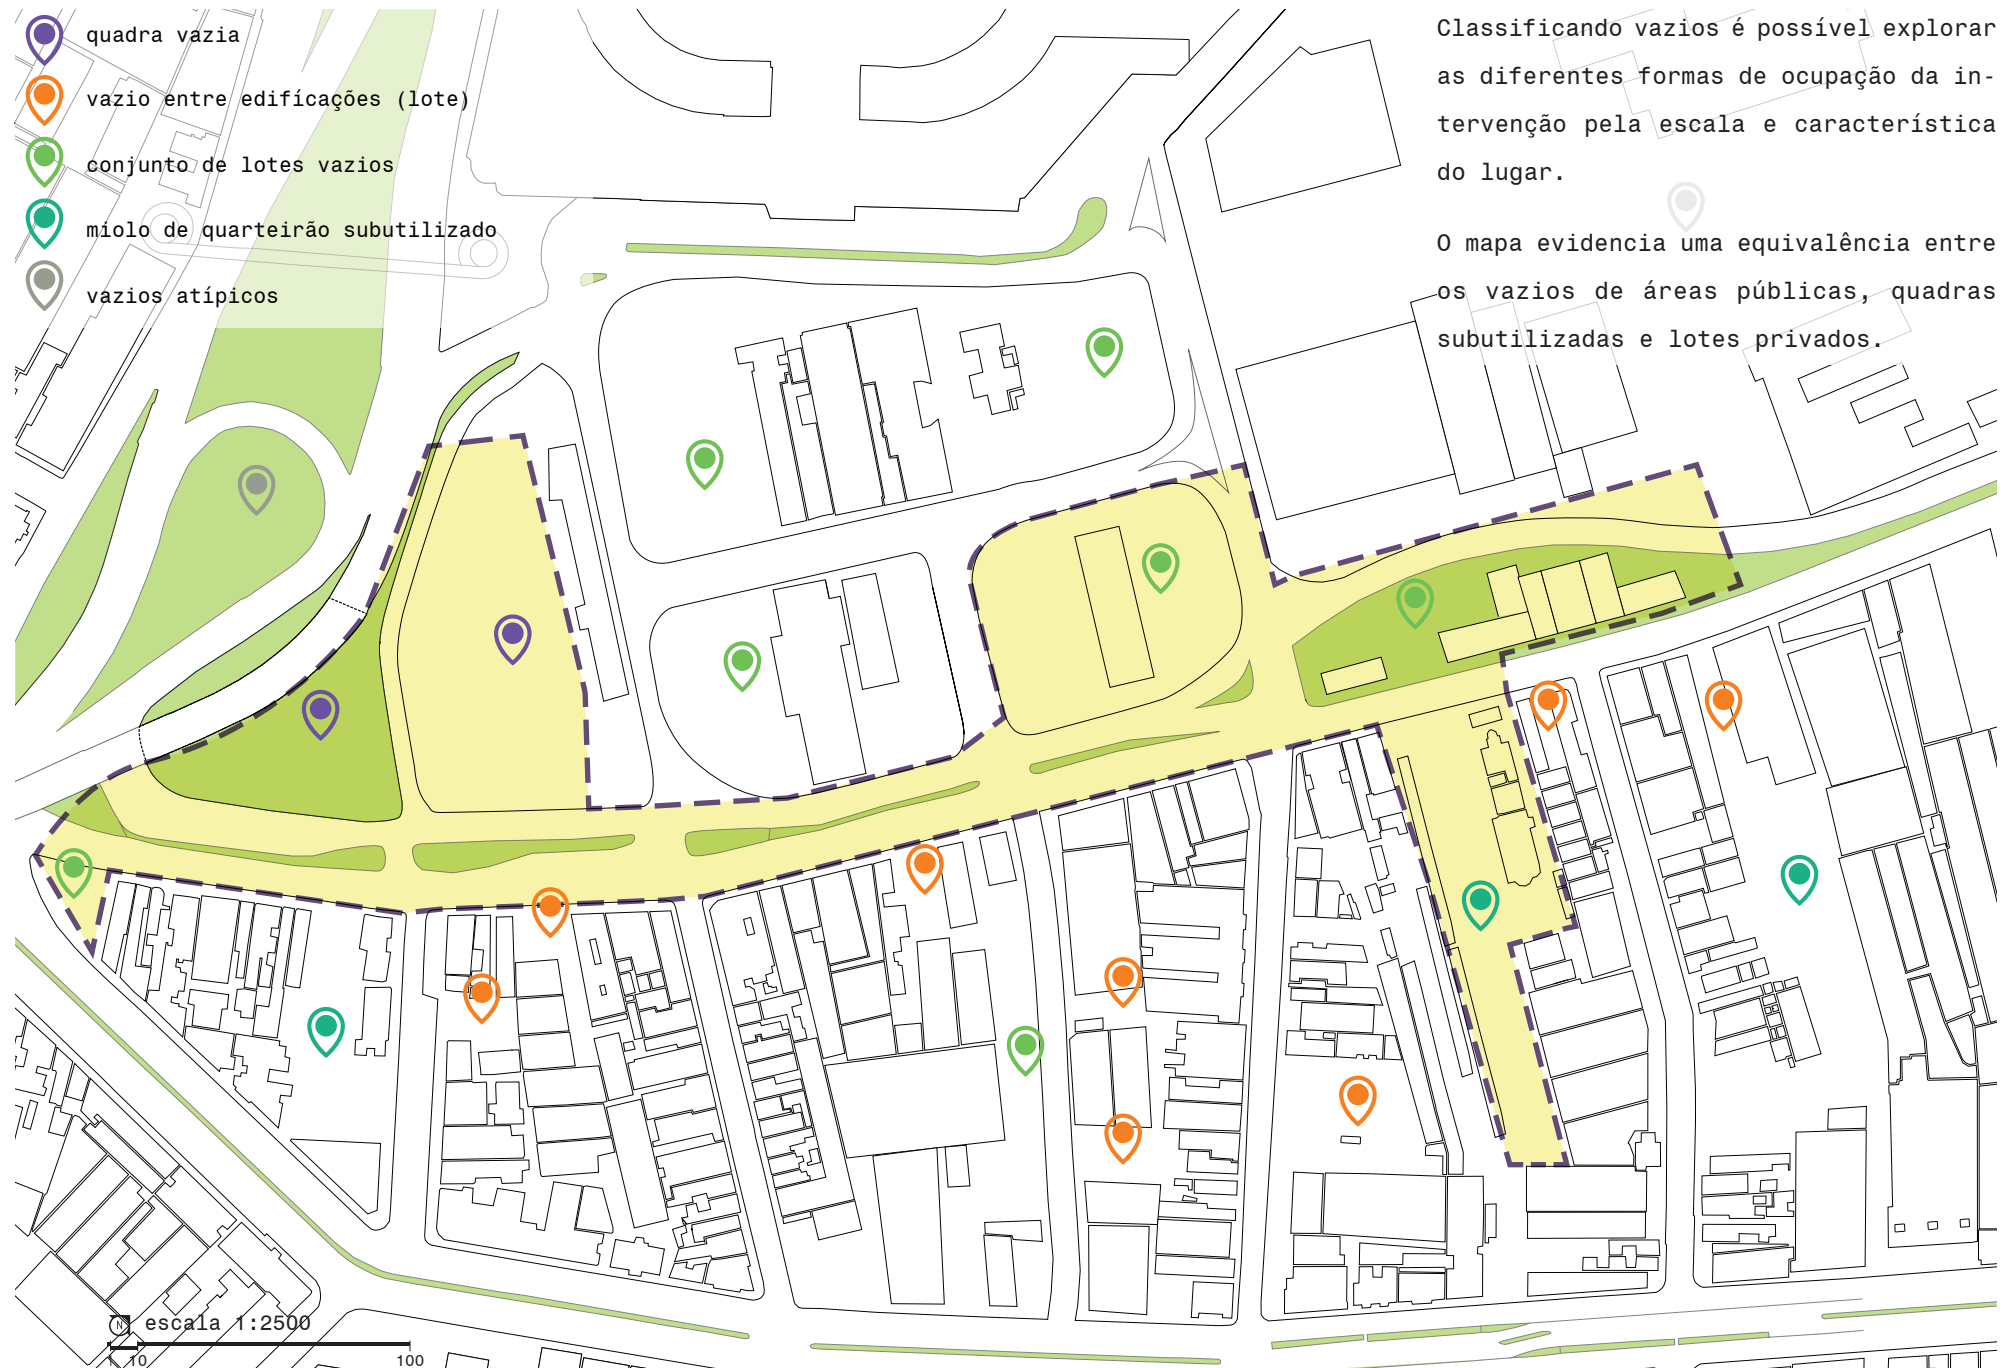 quadra vazia
vazio entre edifícações (lote)
conjunto de lotes vazios
miolo de quarteirão subutilizado
vazios atípicos
Classificando vazios é possível explorar
as diferentes formas de ocupação da in-
tervenção pela escala e característica
do lugar.
O mapa evidencia uma equivalência entre
os vazios de áreas públicas, quadras
subutilizadas e lotes privados.
N escala 1:2500
1 10 100